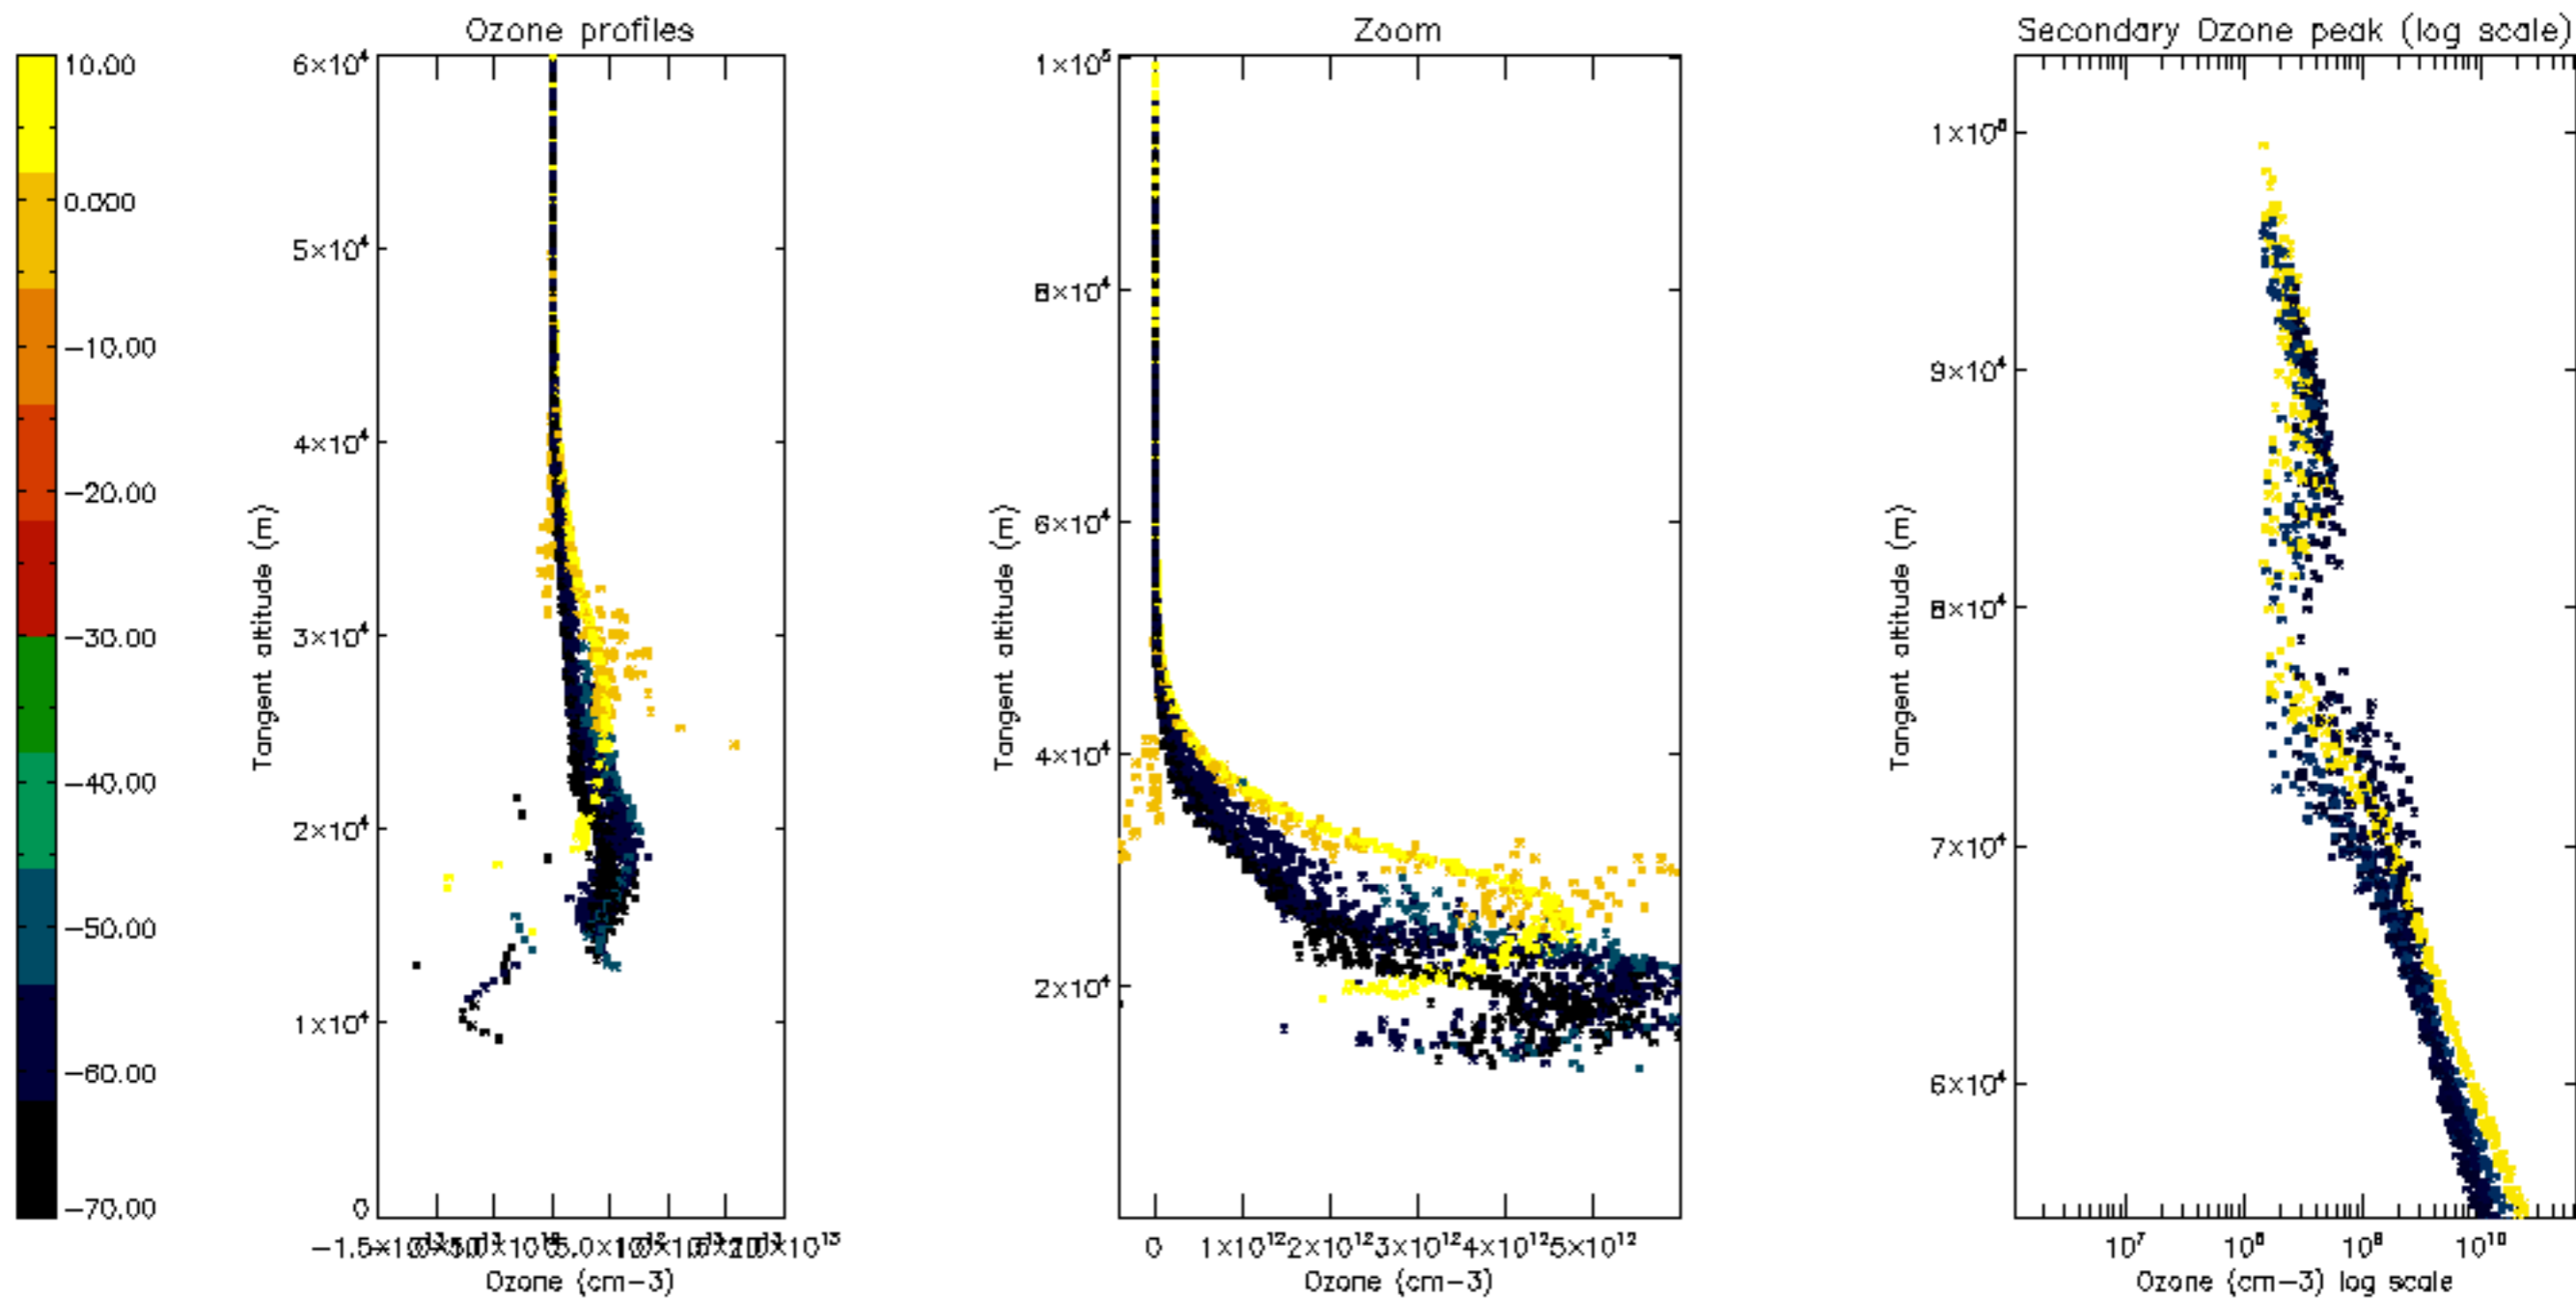 Ozone profiles
Zoom
Secondary Ozone peak (log scale)
10.00
0.000
−10.00
−20.00
−30.00
−40.00
−50.00
−60.00
−70.00
Tangent altitude (m)
6×10⁴
5×10⁴
4×10⁴
3×10⁴
2×10⁴
1×10⁴
0
Ozone (cm−3)
Tangent altitude (m)
1×10⁵
8×10⁴
6×10⁴
4×10⁴
2×10⁴
0 1×10¹² 2×10¹² 3×10¹² 4×10¹² 5×10¹²
Ozone (cm−3)
Tangent altitude (m)
9×10⁴
8×10⁴
7×10⁴
6×10⁴
10⁷ 10⁸ 10⁹ 10¹⁰
Ozone (cm−3) log scale